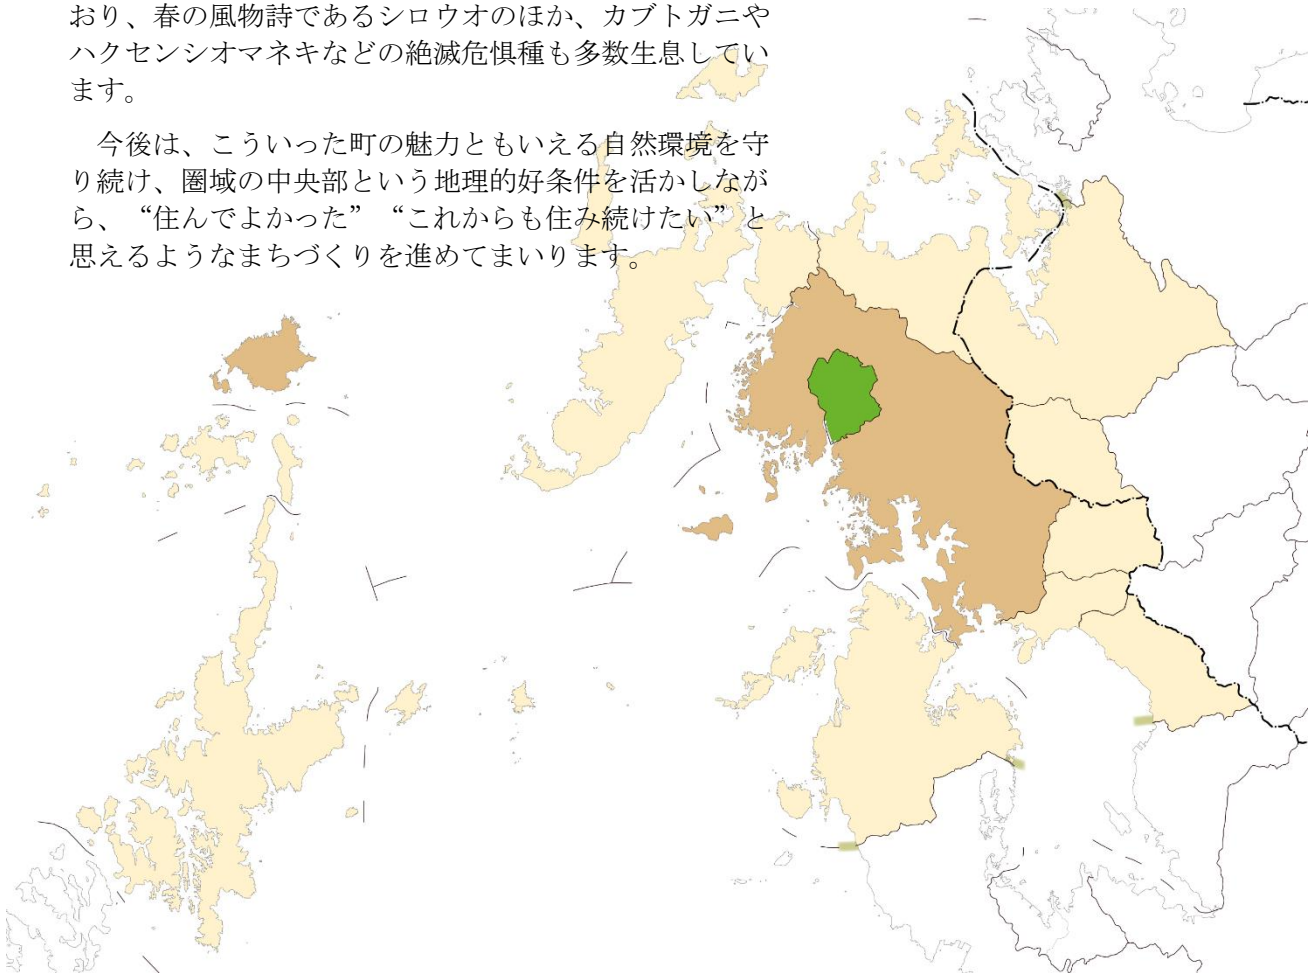 おり、春の風物詩であるシロウオのほか、カブトガニや
ハクセンシオマネキなどの絶滅危惧種も多数生息してい
ます。
　今後は、こういった町の魅力ともいえる自然環境を守
り続け、圏域の中央部という地理的好条件を活かしなが
ら、“住んでよかった”“これからも住み続けたい”と
思えるようなまちづくりを進めてまいります。